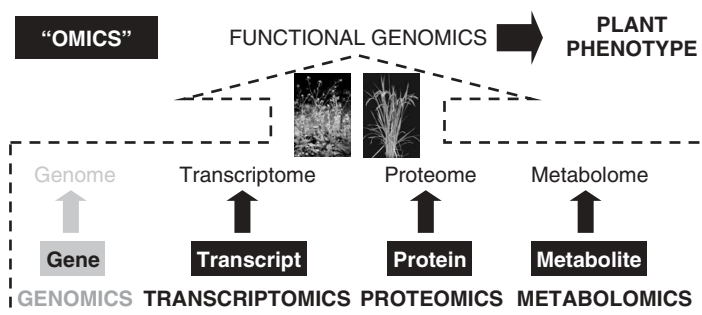 “OMICS”
FUNCTIONAL GENOMICS
PLANT
PHENOTYPE
Genome
Transcriptome
Proteome
Metabolome
Gene
Transcript
Protein
Metabolite
GENOMICS
TRANSCRIPTOMICS
PROTEOMICS
METABOLOMICS